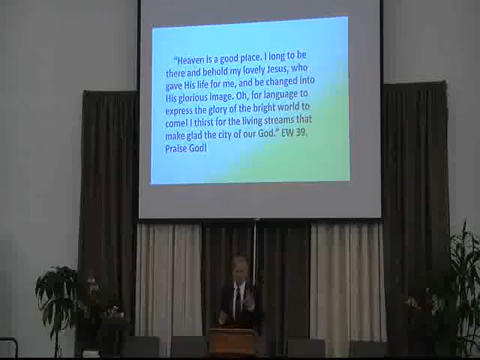 "Heaven is a good place. I long to be
there and behold my lovely Jesus, who
gave His life for me, and be changed into
His glorious image. Oh, for language to
express the glory of the bright world to
come! I thirst for the living streams that
make glad the city of our God." EW 39.
Praise God!